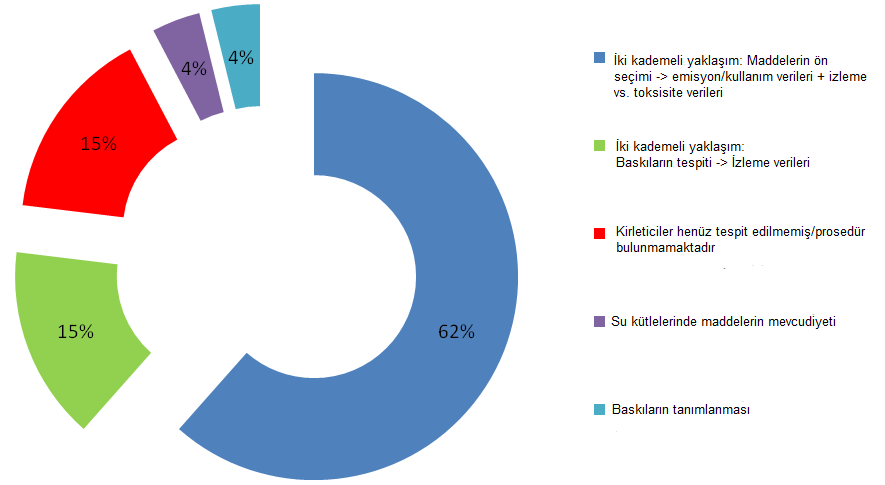 4%
4%
15%
15%
62%
İki kademeli yaklaşım: Maddelerin ön
seçimi -> emisyon/kullanım verileri + izleme
vs. toksisite verileri
İki kademeli yaklaşım:
Baskıların tespiti -> İzleme verileri
Kirleticiler henüz tespit edilmemiş/prosedür
bulunmamaktadır
Su kütlelerinde maddelerin mevcudiyeti
Baskıların tanımlanması